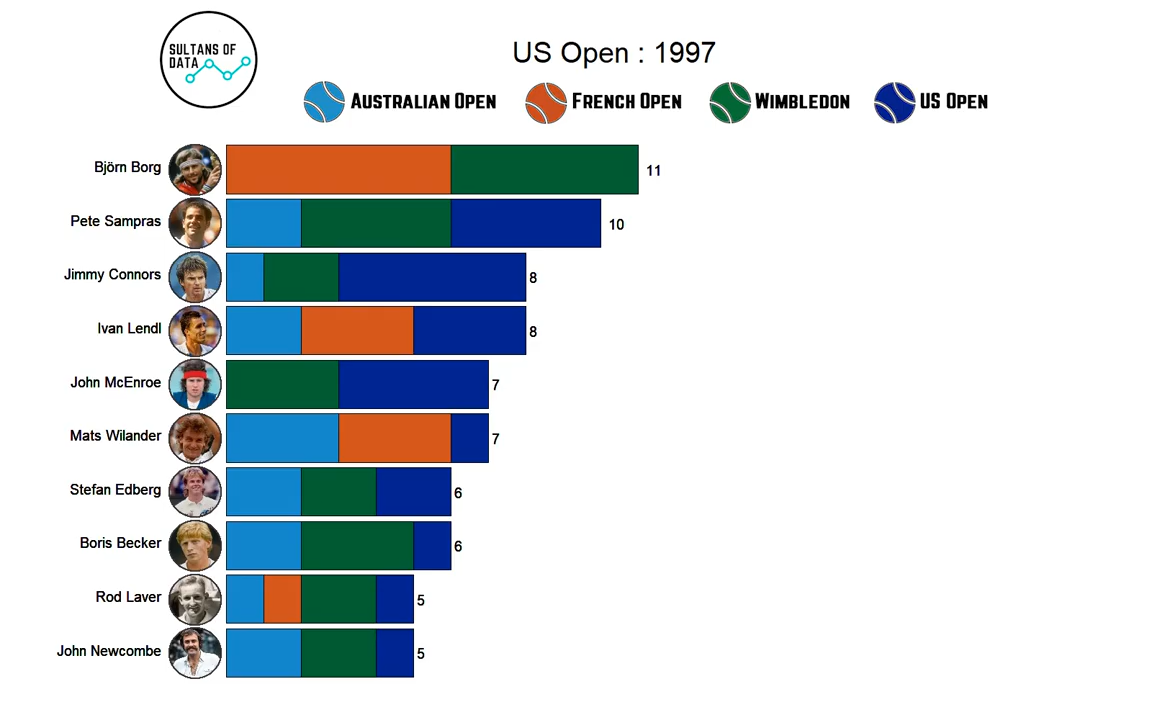 SULTANS OF
DATA
US Open : 1997
AUSTRALIAN OPEN
FRENCH OPEN
WIMBLEDON
US OPEN
Björn Borg
11
Pete Sampras
10
Jimmy Connors
8
Ivan Lendl
8
John McEnroe
7
Mats Wilander
7
Stefan Edberg
6
Boris Becker
6
Rod Laver
5
John Newcombe
5